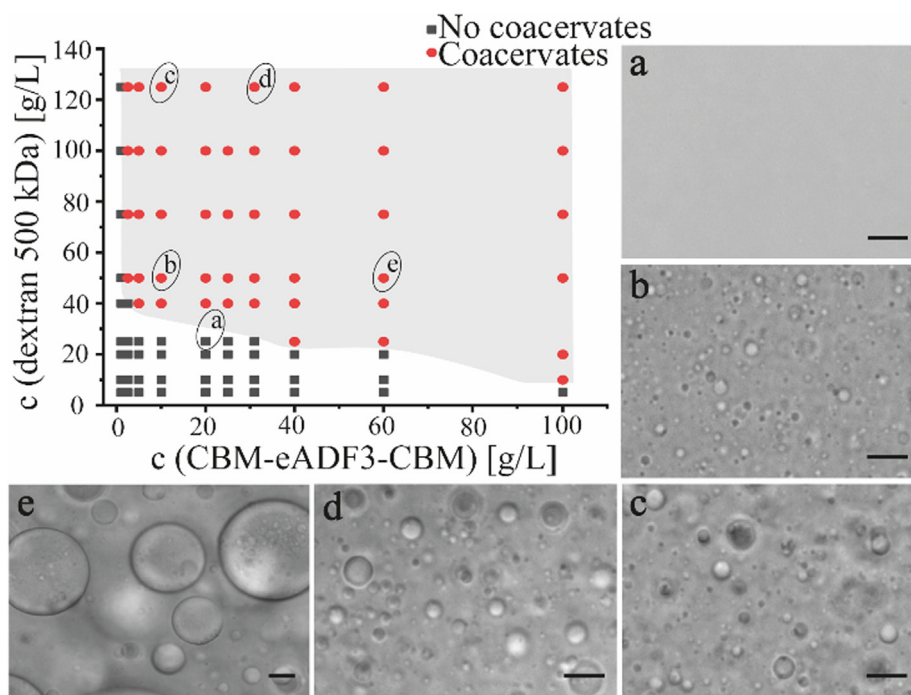 No coacervates
Coacervates
c (dextran 500 kDa) [g/L]
140
120
100
80
60
40
20
0
c
d
b
e
a
0
20
40
60
80
100
c (CBM-eADF3-CBM) [g/L]
a
b
e
d
c